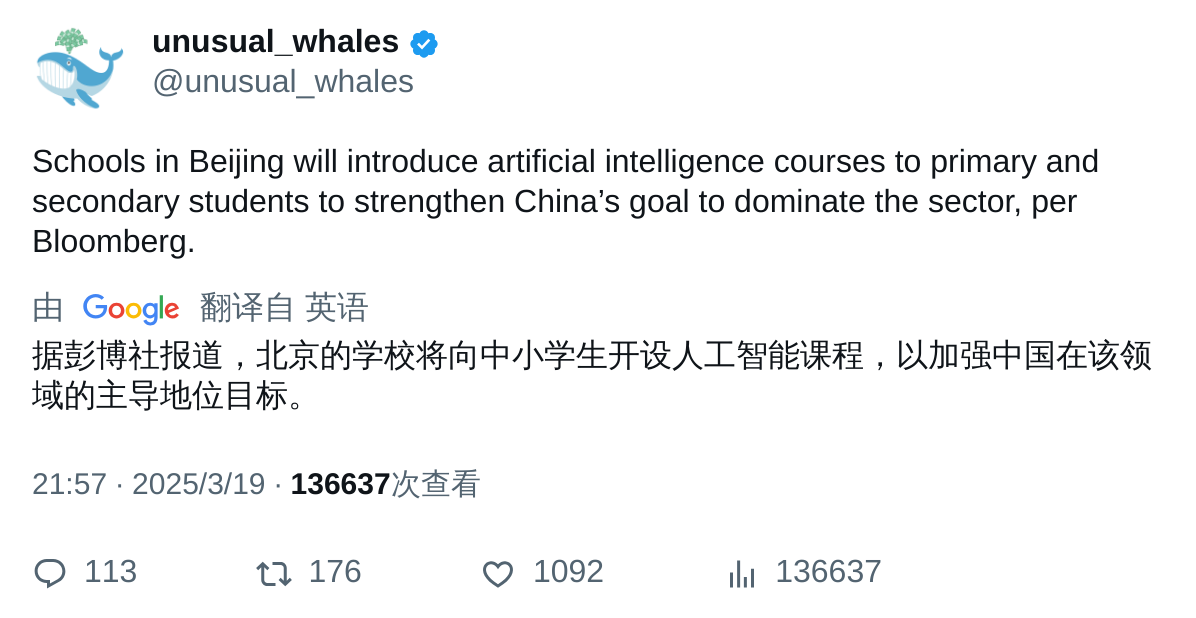 unusual_whales
@unusual_whales
Schools in Beijing will introduce artificial intelligence courses to primary and
secondary students to strengthen China’s goal to dominate the sector, per
Bloomberg.
由 Google 翻译自 英语
据彭博社报道，北京的学校将向中小学生开设人工智能课程，以加强中国在该领
域的主导地位目标。
21:57 · 2025/3/19 · 136637次查看
113 176 1092 136637